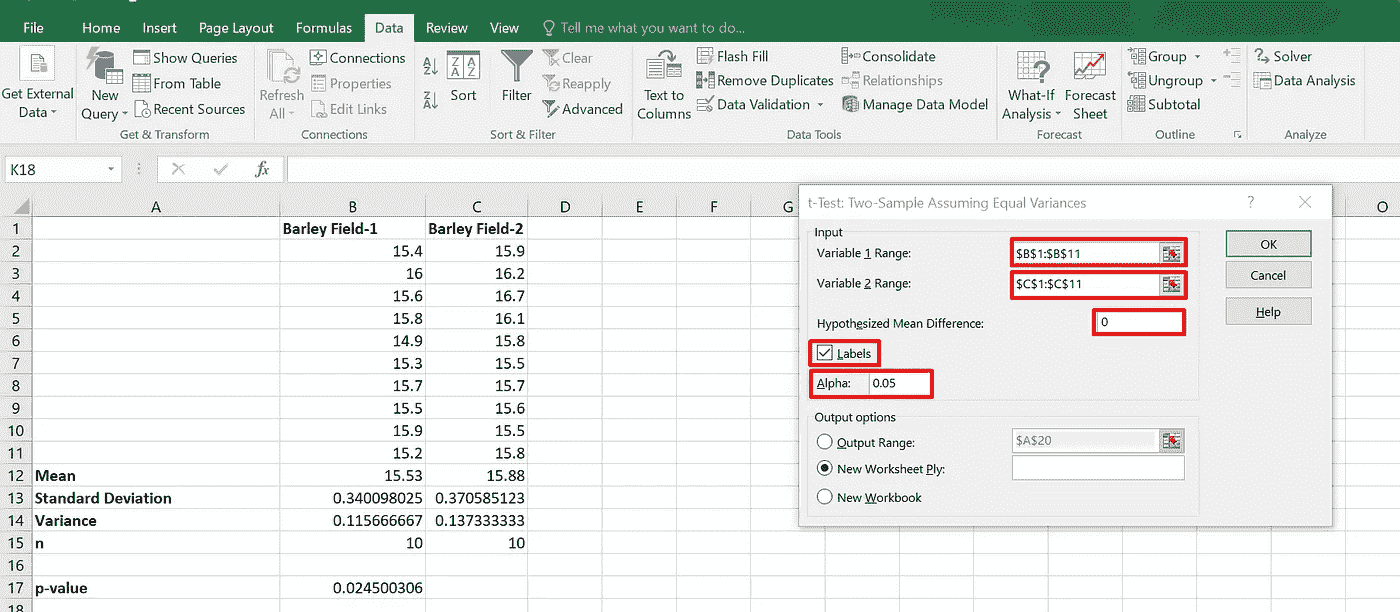 File Home Insert Page Layout Formulas Data Review View Tell me what you want to do...
Get External Data
New Query
Show Queries
From Table
Recent Sources
Get & Transform
Refresh All
Connections
Properties
Edit Links
Connections
Sort
Filter
Clear
Reapply
Advanced
Sort & Filter
Text to Columns
Flash Fill
Remove Duplicates
Data Validation
Consolidate
Relationships
Manage Data Model
Data Tools
What-If Analysis
Forecast Sheet
Forecast
Group
Ungroup
Subtotal
Outline
Solver
Data Analysis
Analyze
K18 fx
A B C D E F G O
1 Barley Field-1 Barley Field-2
2 15.4 15.9
3 16 16.2
4 15.6 16.7
5 15.8 16.1
6 14.9 15.8
7 15.3 15.5
8 15.7 15.7
9 15.5 15.6
10 15.9 15.5
11 15.2 15.8
12 Mean 15.53 15.88
13 Standard Deviation 0.340098025 0.370585123
14 Variance 0.115666667 0.137333333
15 n 10 10
16
17 p-value 0.024500306
18
t-Test: Two-Sample Assuming Equal Variances ?
Input
Variable 1 Range: $B$1:$B$11
Variable 2 Range: $C$1:$C$11
Hypothesized Mean Difference: 0
Labels
Alpha: 0.05
Output options
Output Range: $A$20
New Worksheet Ply:
New Workbook
OK
Cancel
Help